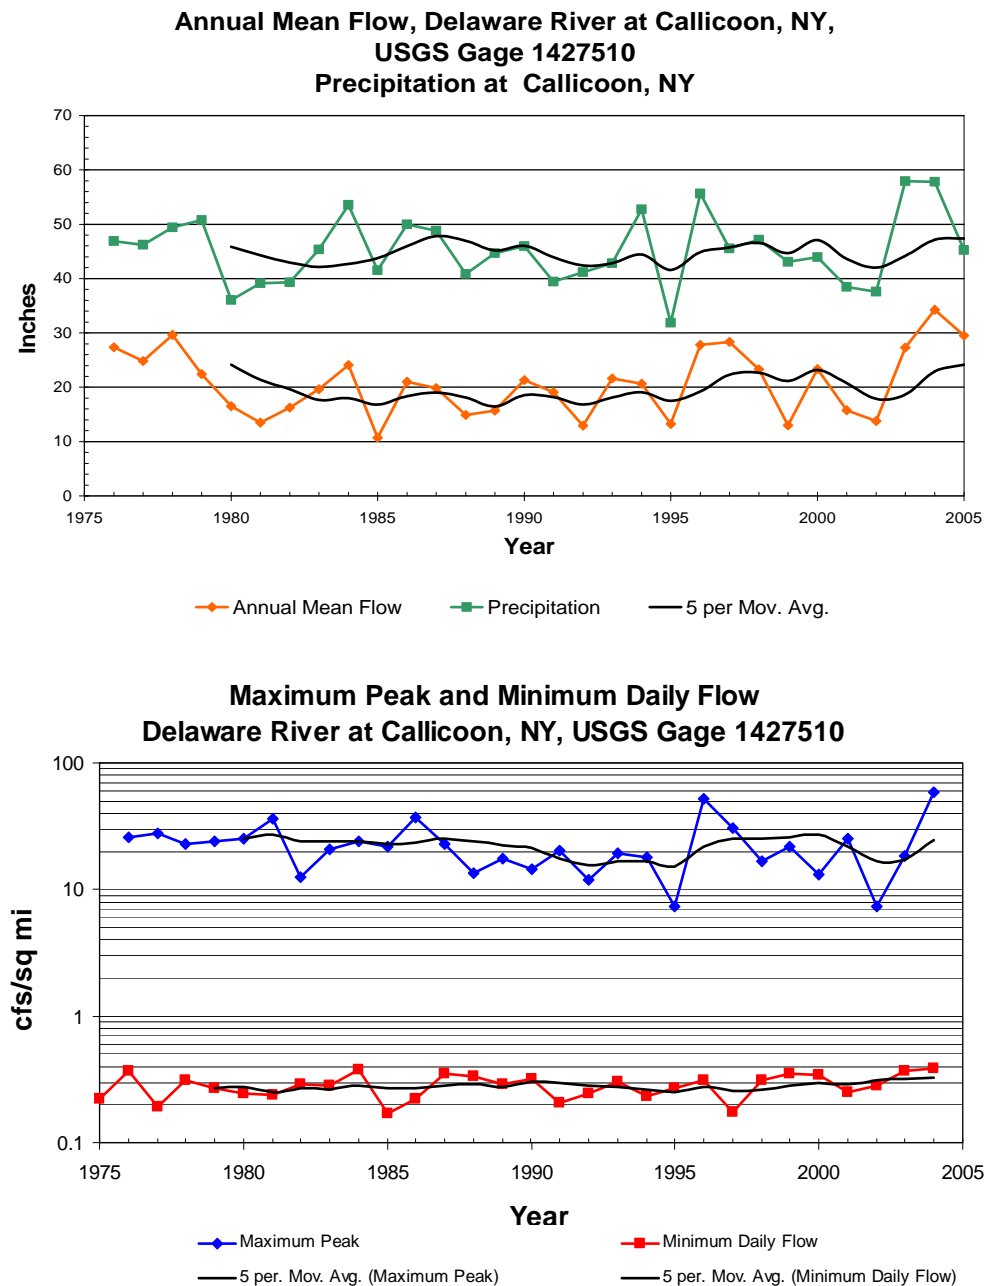 Annual Mean Flow, Delaware River at Callicoon, NY,
USGS Gage 1427510
Precipitation at Callicoon, NY
70
60
50
40
30
20
10
0
Inches
1975 1980 1985 1990 1995 2000 2005
Year
Annual Mean Flow Precipitation 5 per Mov. Avg.
Maximum Peak and Minimum Daily Flow
Delaware River at Callicoon, NY, USGS Gage 1427510
100
10
1
0.1
cfs/sq mi
1975 1980 1985 1990 1995 2000 2005
Year
Maximum Peak Minimum Daily Flow
5 per. Mov. Avg. (Maximum Peak) 5 per. Mov. Avg. (Minimum Daily Flow)